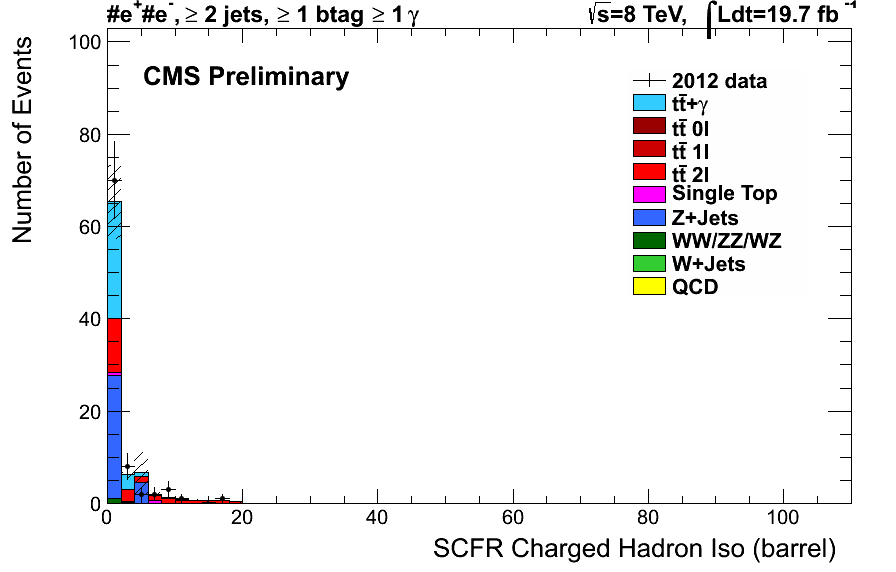 #e⁺#e⁻, ≥ 2 jets, ≥ 1 btag ≥ 1 γ
√s=8 TeV, ∫Ldt=19.7 fb⁻¹
CMS Preliminary
2012 data
tt̄+γ
tt̄ 0l
tt̄ 1l
tt̄ 2l
Single Top
Z+Jets
WW/ZZ/WZ
W+Jets
QCD
Number of Events
80
60
40
20
0
0 20 40 60 80 100
SCFR Charged Hadron Iso (barrel)